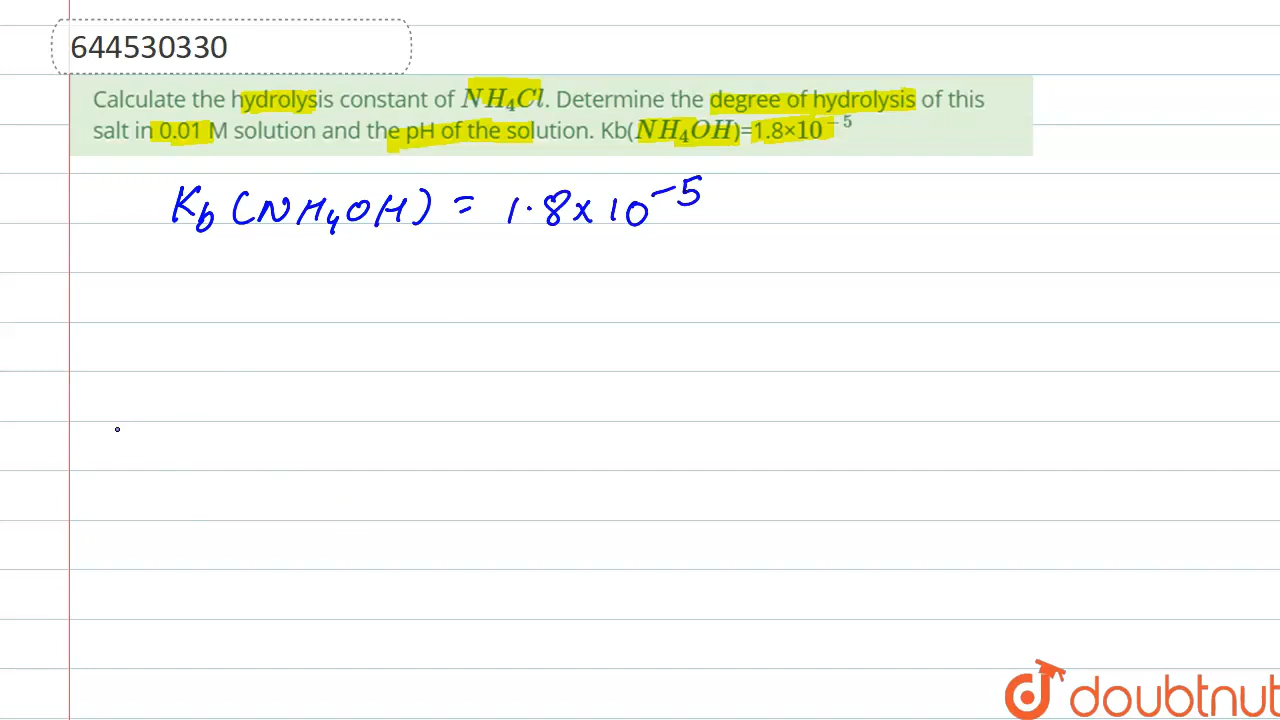 644530330
Calculate the hydrolysis constant of NH₄Cl. Determine the degree of hydrolysis of this
salt in 0.01 M solution and the pH of the solution. Kb(NH₄OH)=1.8×10⁻⁵
Kb (NH₄OH) = 1.8×10⁻⁵
doubtnut